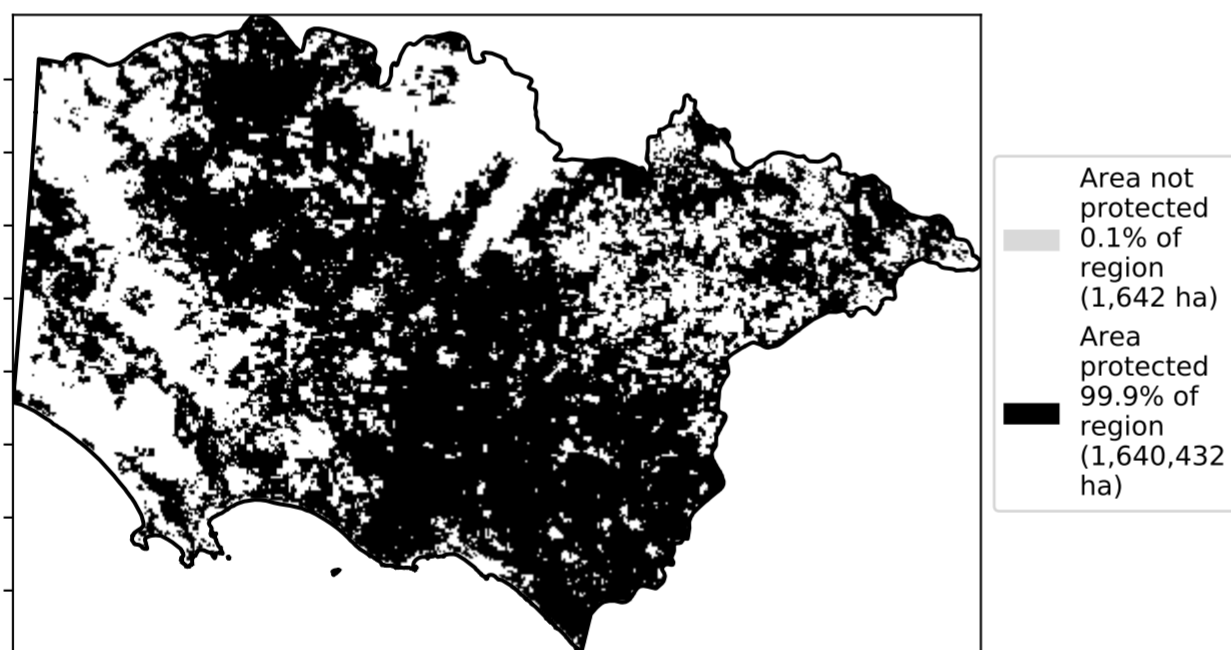 Area not
protected
0.1% of
region
(1,642 ha)
Area
protected
99.9% of
region
(1,640,432
ha)